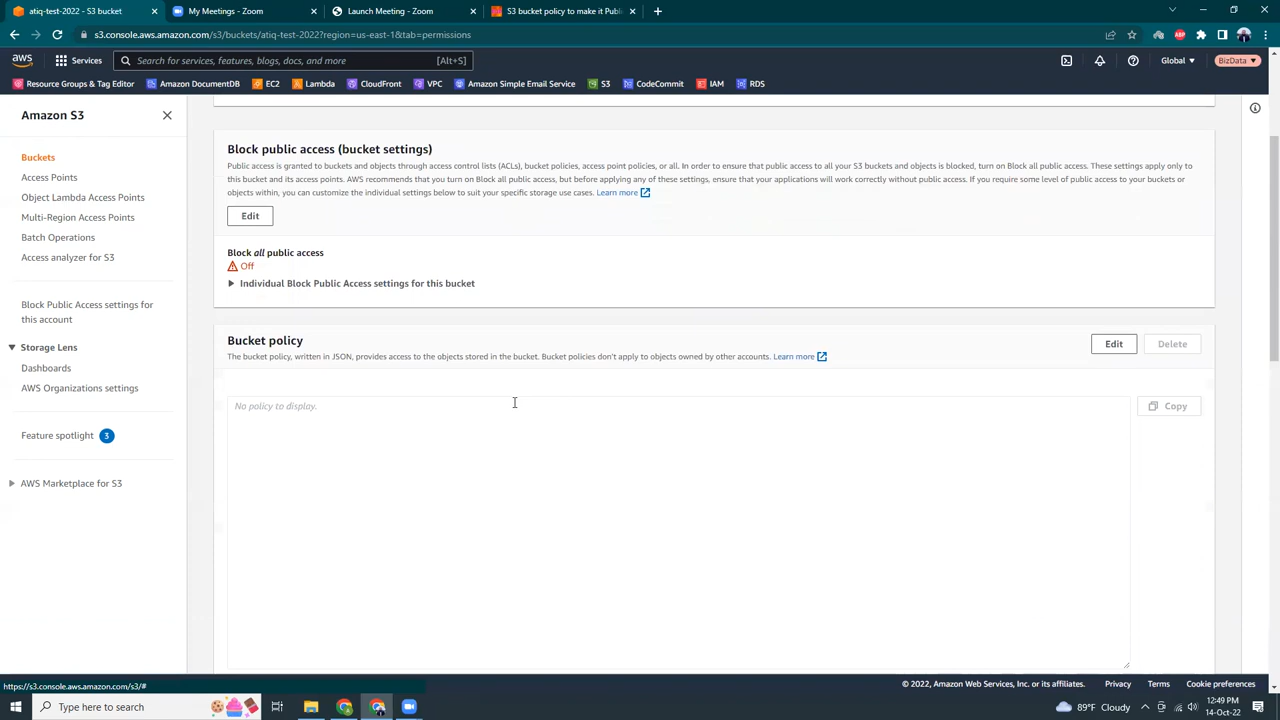 atiq-test-2022 - S3 bucket
My Meetings - Zoom
Launch Meeting - Zoom
S3 bucket policy to make it Publ
s3.console.aws.amazon.com/s3/buckets/atiq-test-2022?region=us-east-1&tab=permissions
aws
Services
Search for services, features, blogs, docs, and more
[Alt+S]
Global
BizData
Resource Groups & Tag Editor
Amazon DocumentDB
EC2
Lambda
CloudFront
VPC
Amazon Simple Email Service
S3
CodeCommit
IAM
RDS
Amazon S3
Buckets
Access Points
Object Lambda Access Points
Multi-Region Access Points
Batch Operations
Access analyzer for S3
Block Public Access settings for
this account
Storage Lens
Dashboards
AWS Organizations settings
Feature spotlight 3
AWS Marketplace for S3
Block public access (bucket settings)
Public access is granted to buckets and objects through access control lists (ACLs), bucket policies, access point policies, or all. In order to ensure that public access to all your S3 buckets and objects is blocked, turn on Block all public access. These settings apply only to
this bucket and its access points. AWS recommends that you turn on Block all public access, but before applying any of these settings, ensure that your applications will work correctly without public access. If you require some level of public access to your buckets or
objects within, you can customize the individual settings below to suit your specific storage use cases. Learn more
Edit
Block all public access
Off
Individual Block Public Access settings for this bucket
Bucket policy
The bucket policy, written in JSON, provides access to the objects stored in the bucket. Bucket policies don't apply to objects owned by other accounts. Learn more
Edit
Delete
No policy to display.
Copy
https://s3.console.aws.amazon.com/s3/#
© 2022, Amazon Web Services, Inc. or its affiliates.
Privacy
Terms
Cookie preferences
Type here to search
89°F Cloudy
12:49 PM
14-Oct-22